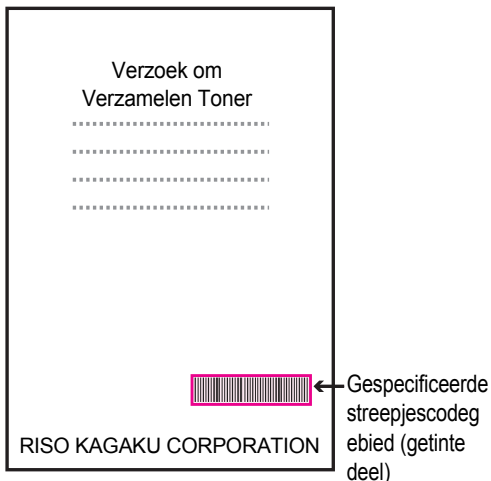 Verzoek om
Verzamelen Toner
Gespecificeerde
streepjescodeg
ebied (getinte
deel)
RISO KAGAKU CORPORATION